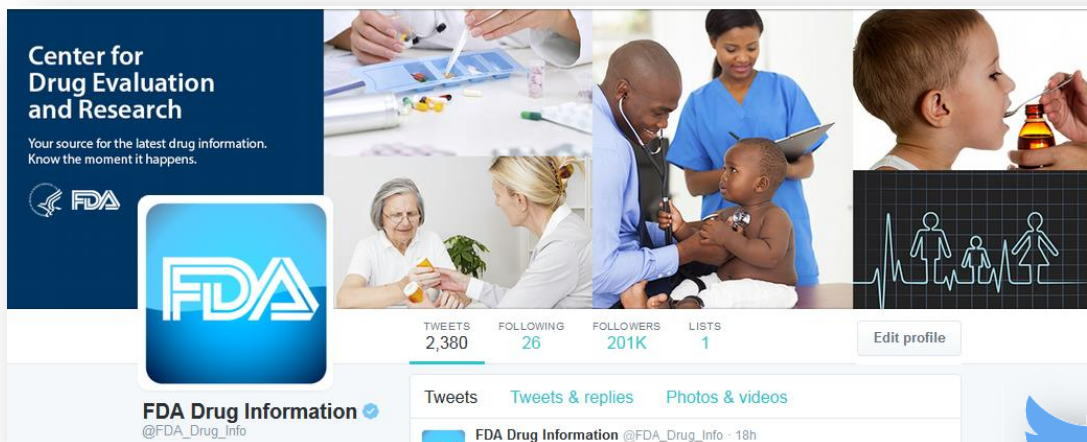 Center for
Drug Evaluation
and Research
Your source for the latest drug information.
Know the moment it happens.
FDA
FDA
TWEETS FOLLOWING FOLLOWERS LISTS
2,380 26 201K 1
Edit profile
FDA Drug Information
@FDA_Drug_Info
Tweets Tweets & replies Photos & videos
FDA Drug Information @FDA_Drug_Info · 18h